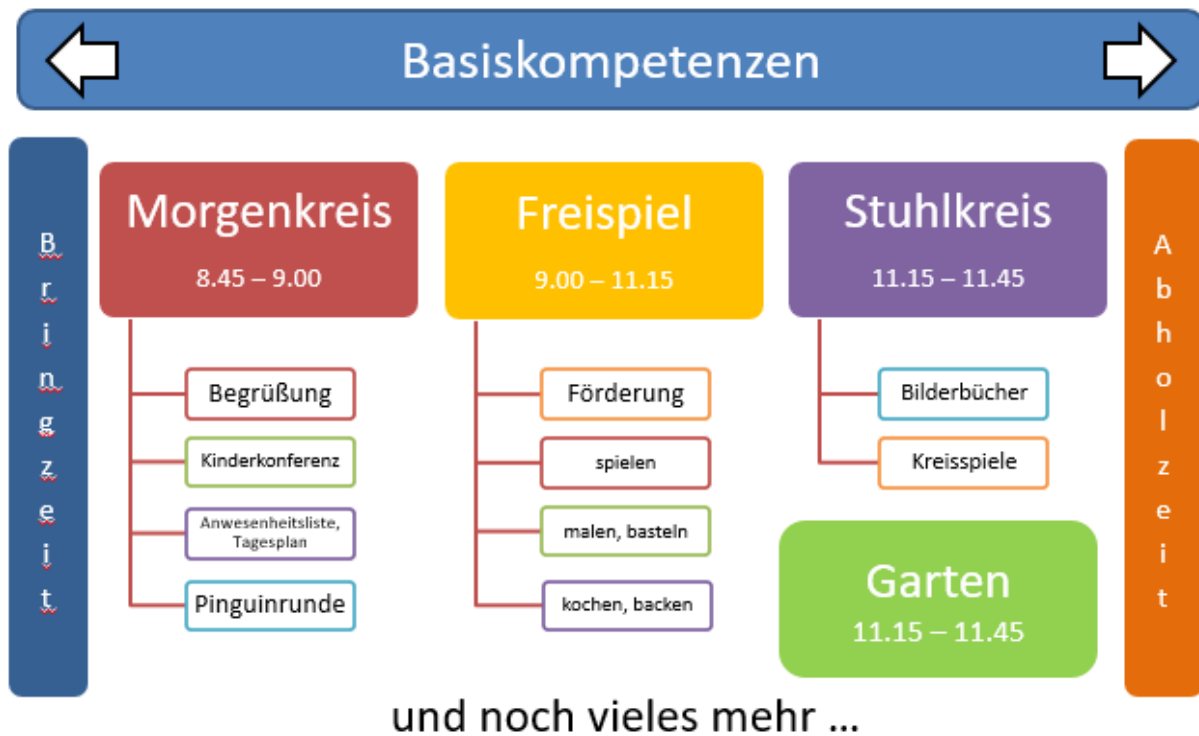 Basiskompetenzen
Bringzeit
Morgenkreis
8.45 – 9.00
Begrüßung
Kinderkonferenz
Anwesenheitsliste,
Tagesplan
Pinguinrunde
Freispiel
9.00 – 11.15
Förderung
spielen
malen, basteln
kochen, backen
Stuhlkreis
11.15 – 11.45
Bilderbücher
Kreisspiele
Garten
11.15 – 11.45
Abholzeit
und noch vieles mehr ...